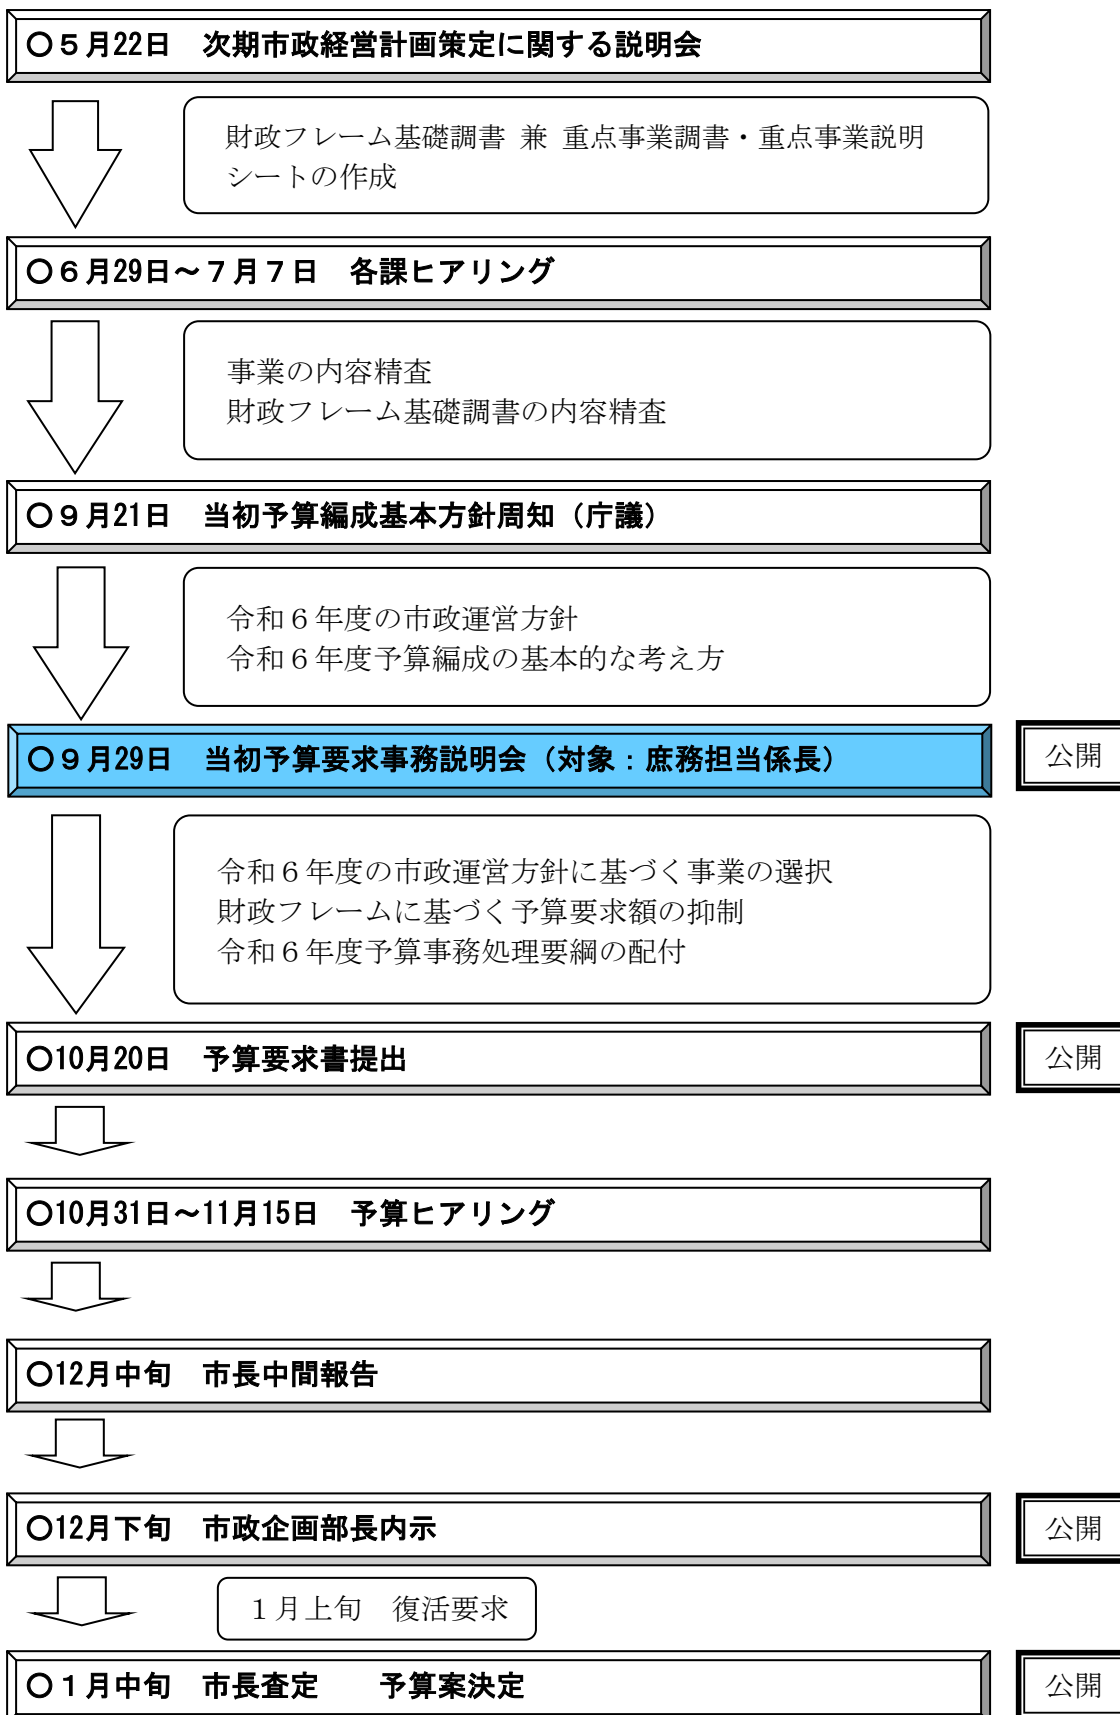 〇５月22日　次期市政経営計画策定に関する説明会
財政フレーム基礎調書 兼 重点事業調書・重点事業説明
シートの作成
〇６月29日～７月７日　各課ヒアリング
事業の内容精査
財政フレーム基礎調書の内容精査
〇９月21日　当初予算編成基本方針周知（庁議）
令和６年度の市政運営方針
令和６年度予算編成の基本的な考え方
〇９月29日　当初予算要求事務説明会（対象：庶務担当係長）
公開
令和６年度の市政運営方針に基づく事業の選択
財政フレームに基づく予算要求額の抑制
令和６年度予算事務処理要綱の配付
〇10月20日　予算要求書提出
公開
〇10月31日～11月15日　予算ヒアリング
〇12月中旬　市長中間報告
〇12月下旬　市政企画部長内示
公開
１月上旬　復活要求
〇１月中旬　市長査定　　予算案決定
公開